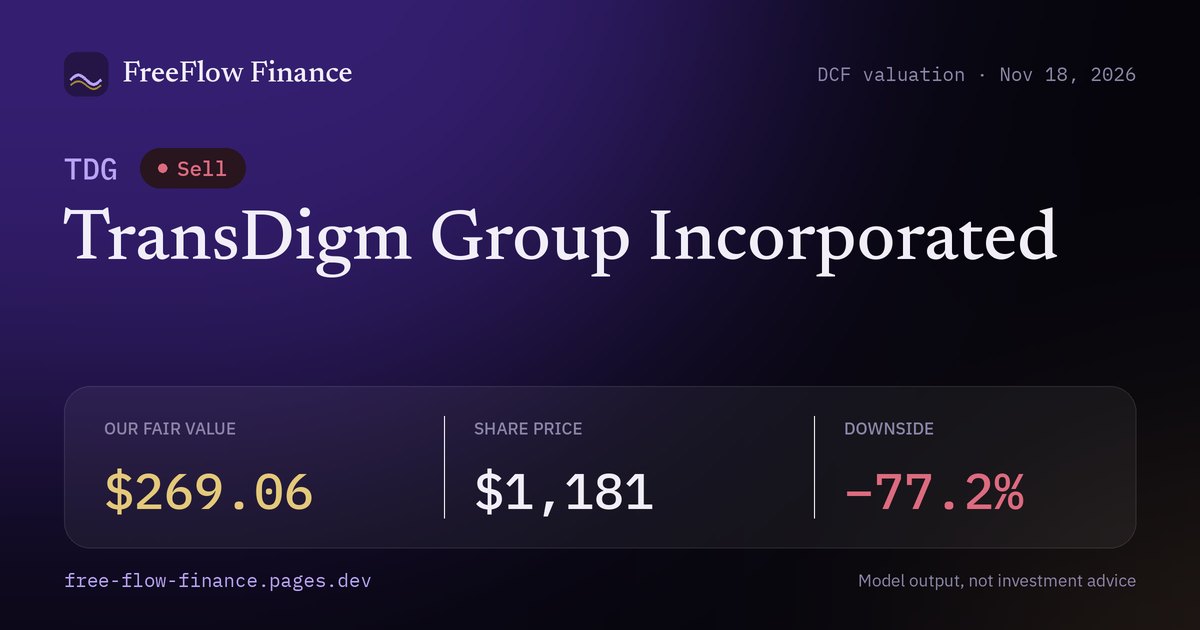 FreeFlow Finance
DCF valuation · Nov 18, 2026
TDG
Sell
TransDigm Group Incorporated
OUR FAIR VALUE
SHARE PRICE
DOWNSIDE
$269.06
$1,181
−77.2%
free-flow-finance.pages.dev
Model output, not investment advice